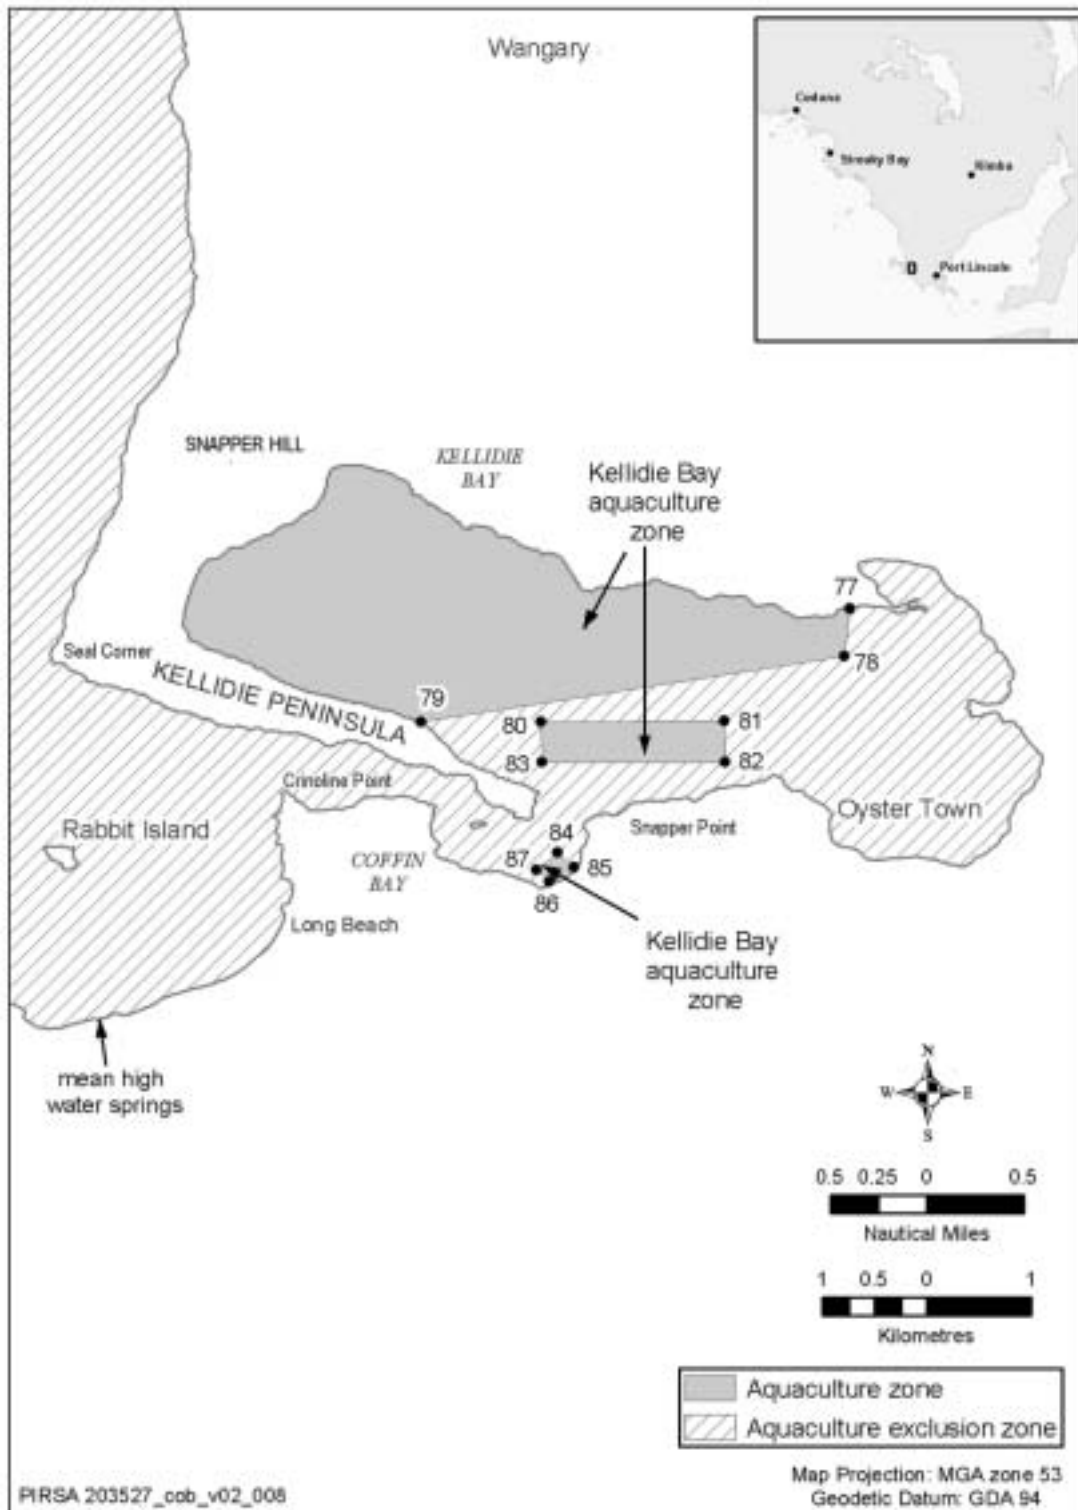 Wangary
Ceduna
Streaky Bay
Kimba
Port Lincoln
SNAPPER HILL
KELLIDIE
BAY
Kellidie Bay
aquaculture
zone
77
78
Seal Corner
KELLIDIE PENINSULA
79
80
81
83
82
Crinoline Point
Rabbit Island
Oyster Town
Snapper Point
84
COFFIN
BAY
87
85
86
Long Beach
Kellidie Bay
aquaculture
zone
mean high
water springs
N
W
E
S
0.5 0.25 0 0.5
Nautical Miles
1 0.5 0 1
Kilometres
Aquaculture zone
Aquaculture exclusion zone
PIRSA 203527_cob_v02_008
Map Projection: MGA zone 53
Geodetic Datum: GDA 94